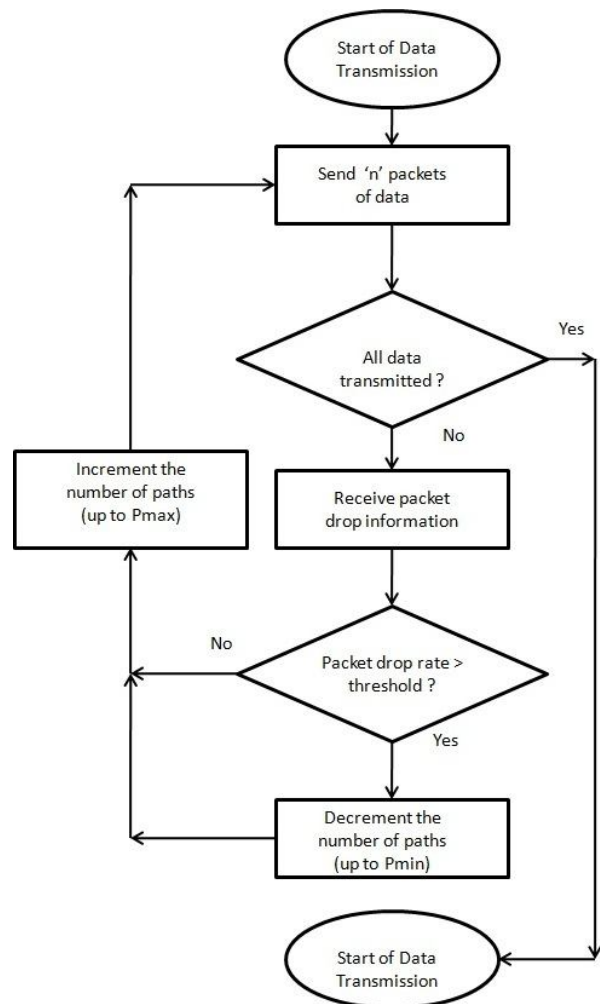 Start of Data
Transmission
Send 'n' packets
of data
All data
transmitted ?
Yes
No
Increment the
number of paths
(up to Pmax)
Receive packet
drop information
No
Packet drop rate >
threshold ?
Yes
Decrement the
number of paths
(up to Pmin)
Start of Data
Transmission